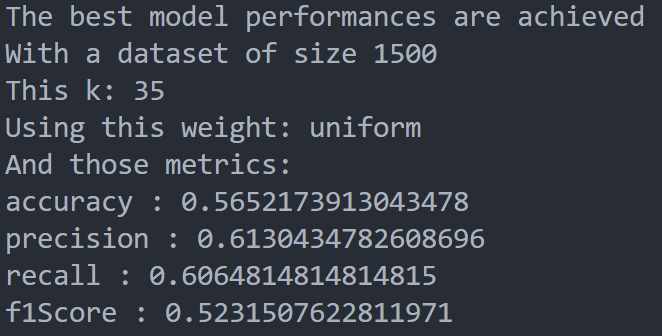 The best model performances are achieved
With a dataset of size 1500
This k: 35
Using this weight: uniform
And those metrics:
accuracy : 0.5652173913043478
precision : 0.6130434782608696
recall : 0.6064814814814815
f1Score : 0.5231507622811971